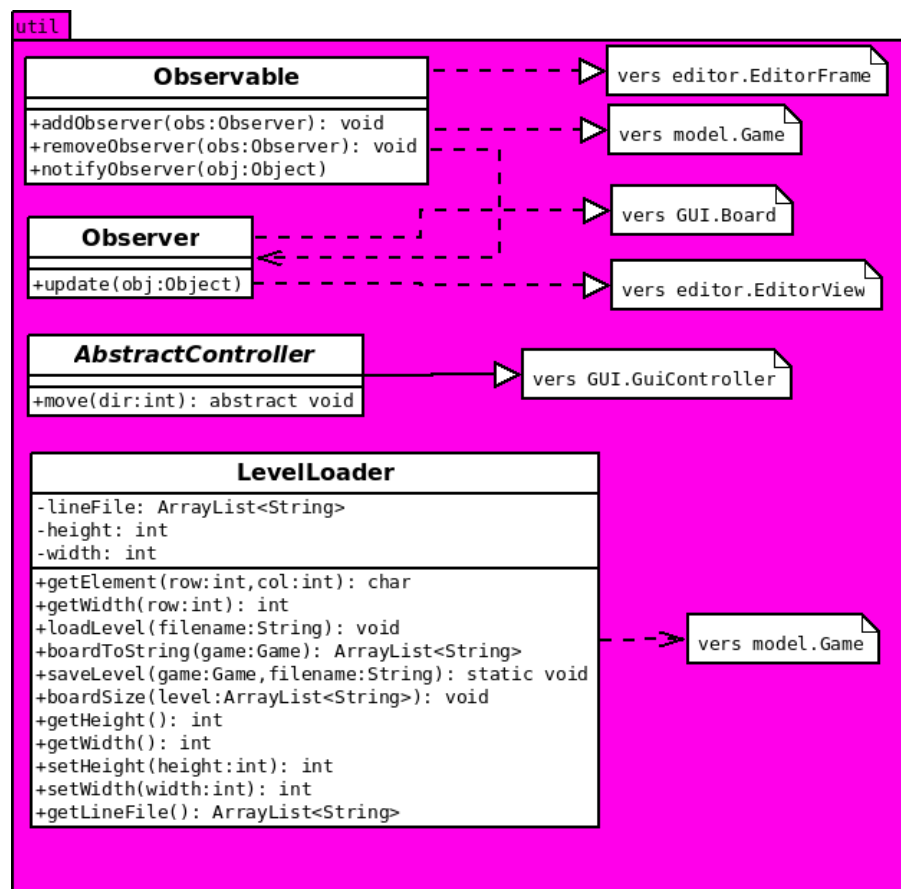 util
Observable
+addObserver(obs:Observer): void
+removeObserver(obs:Observer): void
+notifyObserver(obj:Object)
vers editor.EditorFrame
vers model.Game
vers GUI.Board
Observer
+update(obj:Object)
vers editor.EditorView
AbstractController
+move(dir:int): abstract void
vers GUI.GuiController
LevelLoader
-lineFile: ArrayList<String>
-height: int
-width: int
+getElement(row:int,col:int): char
+getWidth(row:int): int
+loadLevel(filename:String): void
+boardToString(game:Game): ArrayList<String>
+saveLevel(game:Game,filename:String): static void
+boardSize(level:ArrayList<String>): void
+getHeight(): int
+getWidth(): int
+setHeight(height:int): int
+setWidth(width:int): int
+getLineFile(): ArrayList<String>
vers model.Game